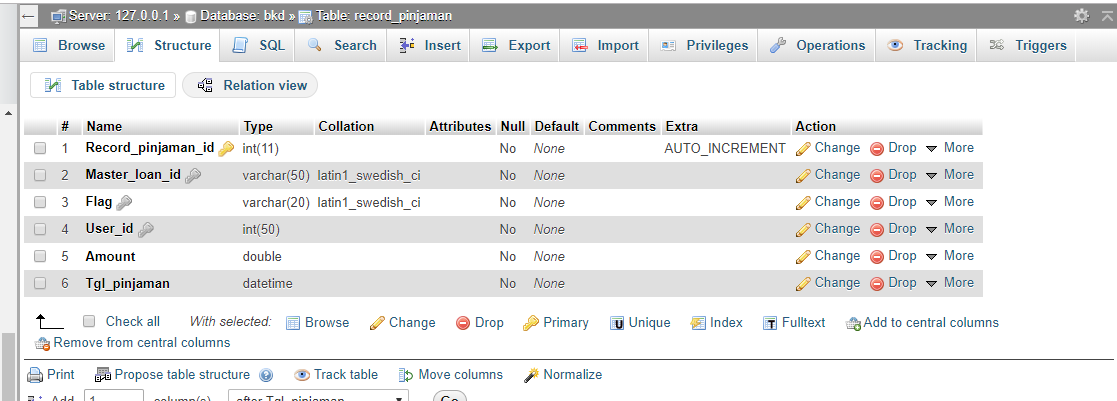 Server: 127.0.0.1 » Database: bkd » Table: record_pinjaman
Browse Structure SQL Search Insert Export Import Privileges Operations Tracking Triggers
Table structure Relation view
# Name Type Collation Attributes Null Default Comments Extra Action
1 Record_pinjaman_id int(11) No None AUTO_INCREMENT Change Drop More
2 Master_loan_id varchar(50) latin1_swedish_ci No None Change Drop More
3 Flag varchar(20) latin1_swedish_ci No None Change Drop More
4 User_id int(50) No None Change Drop More
5 Amount double No None Change Drop More
6 Tgl_pinjaman datetime No None Change Drop More
Check all With selected: Browse Change Drop Primary Unique Index Fulltext Add to central columns
Remove from central columns
Print Propose table structure Track table Move columns Normalize
Add 1 column(s) after Tgl_pinjaman Go